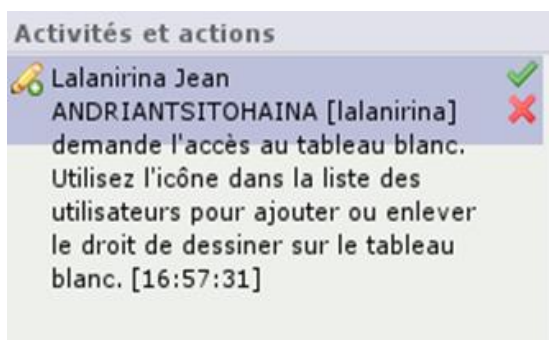 Activités et actions
Lalanirina Jean
ANDRIANTSITOHAINA [lalanirina]
demande l'accès au tableau blanc.
Utilisez l'icône dans la liste des
utilisateurs pour ajouter ou enlever
le droit de dessiner sur le tableau
blanc. [16:57:31]